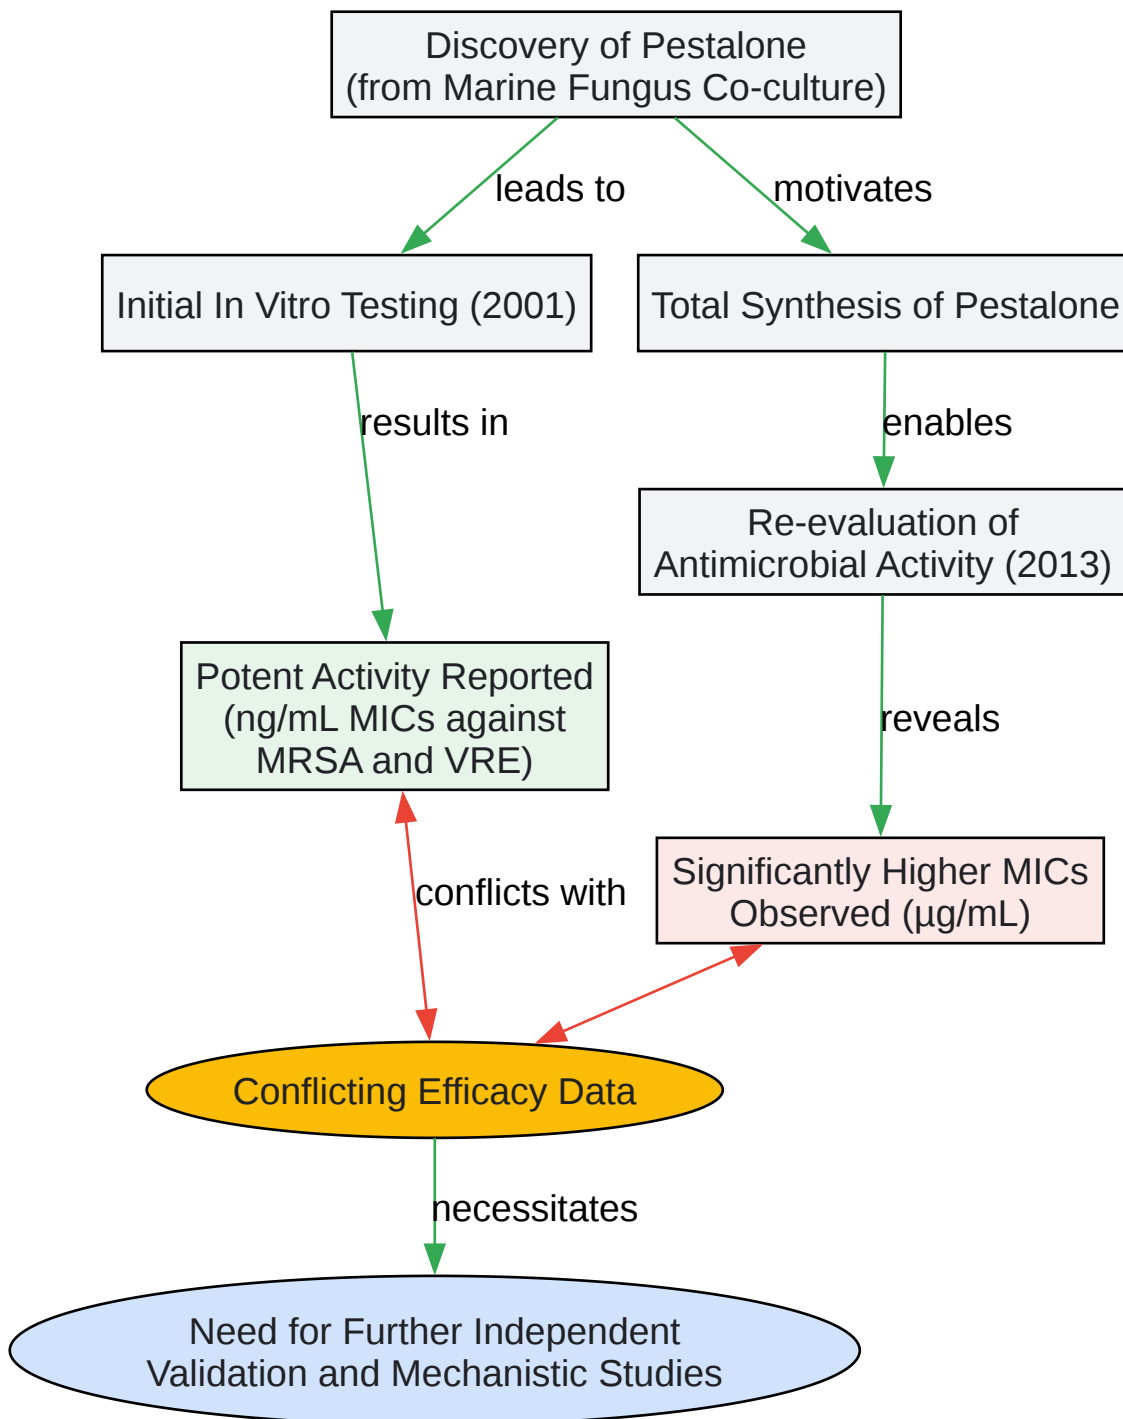 Discovery of Pestalone
(from Marine Fungus Co-culture)
leads to
motivates
Initial In Vitro Testing (2001)
Total Synthesis of Pestalone
results in
enables
Re-evaluation of
Antimicrobial Activity (2013)
Potent Activity Reported
(ng/mL MICs against
MRSA and VRE)
reveals
Significantly Higher MICs
Observed (µg/mL)
conflicts with
Conflicting Efficacy Data
necessitates
Need for Further Independent
Validation and Mechanistic Studies